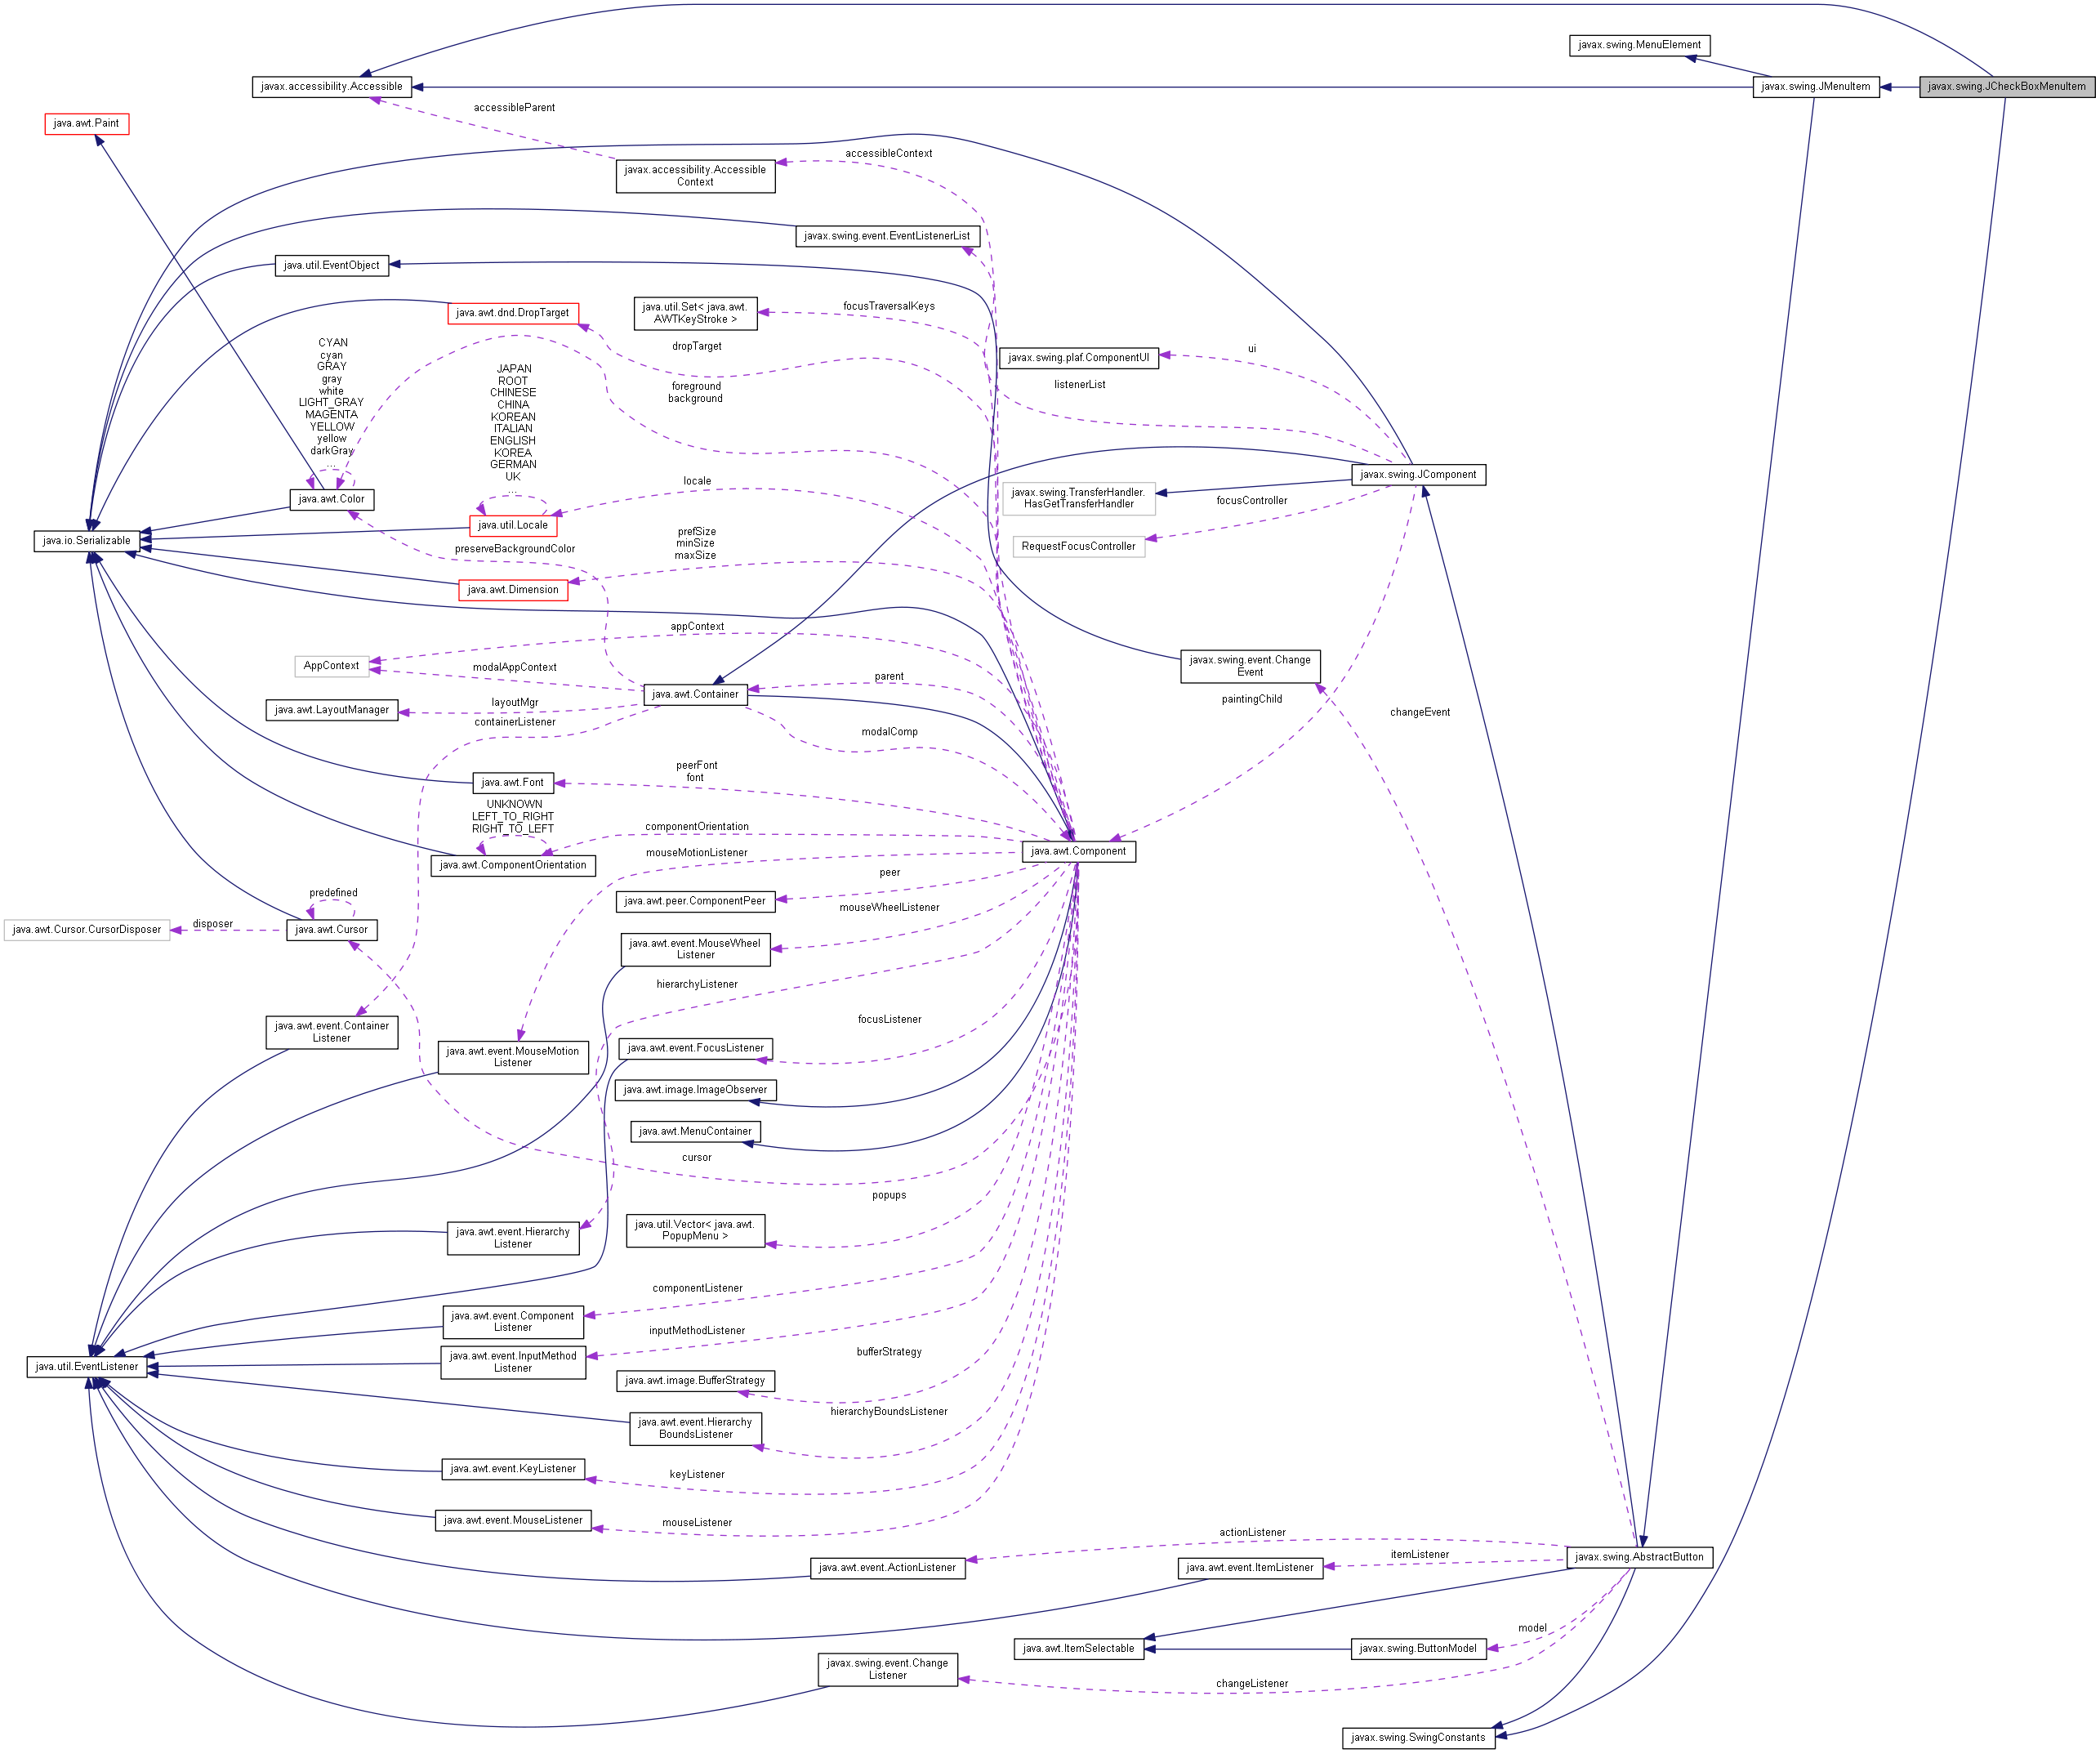 javax.swing.MenuElement
javax.accessibility.Accessible
javax.swing.JMenuItem
javax.swing.JCheckBoxMenuItem
accessibleParent
java.awt.Paint
accessibleContext
javax.accessibility.Accessible
Context
javax.swing.event.EventListenerList
java.util.EventObject
java.awt.dnd.DropTarget
java.util.Set< java.awt.
AWTKeyStroke >
focusTraversalKeys
CYAN
cyan
GRAY
gray
white
LIGHT_GRAY
MAGENTA
YELLOW
yellow
darkGray
...
dropTarget
ui
javax.swing.plaf.ComponentUI
JAPAN
ROOT
CHINESE
CHINA
KOREAN
ITALIAN
ENGLISH
KOREA
GERMAN
UK
...
foreground
background
listenerList
javax.swing.JComponent
locale
java.awt.Color
javax.swing.TransferHandler.
HasGetTransferHandler
focusController
java.util.Locale
java.io.Serializable
preserveBackgroundColor
prefSize
minSize
maxSize
RequestFocusController
java.awt.Dimension
appContext
AppContext
modalAppContext
parent
javax.swing.event.Change
Event
java.awt.Container
java.awt.LayoutManager
layoutMgr
containerListener
modalComp
paintingChild
changeEvent
java.awt.Font
peerFont
font
UNKNOWN
LEFT_TO_RIGHT
RIGHT_TO_LEFT
componentOrientation
java.awt.ComponentOrientation
mouseMotionListener
java.awt.Component
peer
java.awt.peer.ComponentPeer
predefined
mouseWheelListener
java.awt.Cursor.CursorDisposer
disposer
java.awt.Cursor
java.awt.event.MouseWheel
Listener
hierarchyListener
focusListener
java.awt.event.Container
Listener
java.awt.event.MouseMotion
Listener
java.awt.event.FocusListener
java.awt.image.ImageObserver
java.awt.MenuContainer
cursor
popups
java.util.Vector< java.awt.
PopupMenu >
java.awt.event.Hierarchy
Listener
componentListener
java.awt.event.Component
Listener
inputMethodListener
java.util.EventListener
java.awt.event.InputMethod
Listener
bufferStrategy
java.awt.image.BufferStrategy
hierarchyBoundsListener
java.awt.event.Hierarchy
BoundsListener
java.awt.event.KeyListener
keyListener
java.awt.event.MouseListener
mouseListener
actionListener
java.awt.event.ActionListener
java.awt.event.ItemListener
itemListener
javax.swing.AbstractButton
model
java.awt.ItemSelectable
javax.swing.ButtonModel
javax.swing.event.Change
Listener
changeListener
javax.swing.SwingConstants